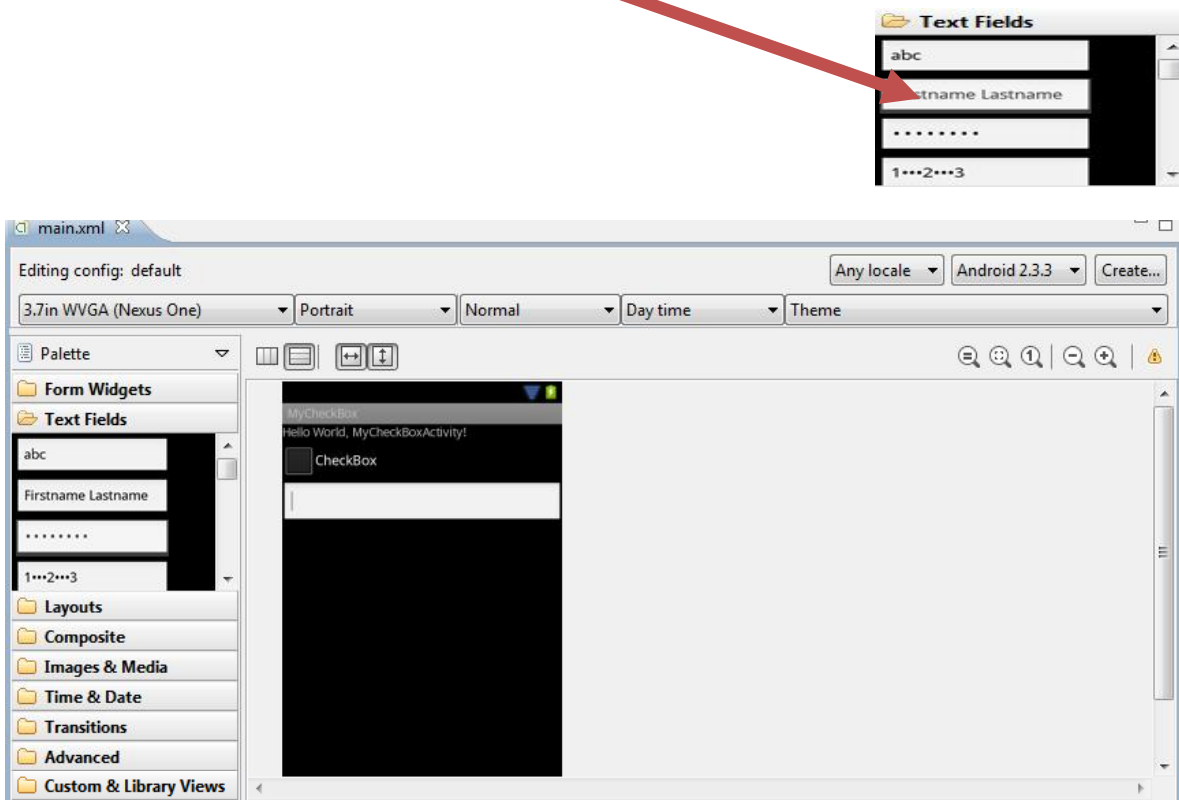 Text Fields
abc
stname Lastname
••••••••
1•••2•••3
main.xml
Editing config: default
Any locale
Android 2.3.3
Create...
3.7in WVGA (Nexus One)
Portrait
Normal
Day time
Theme
Palette
Form Widgets
Text Fields
abc
Firstname Lastname
••••••••
1•••2•••3
Layouts
Composite
Images & Media
Time & Date
Transitions
Advanced
Custom & Library Views
MyCheckBox
Hello World, MyCheckBoxActivity!
CheckBox
1